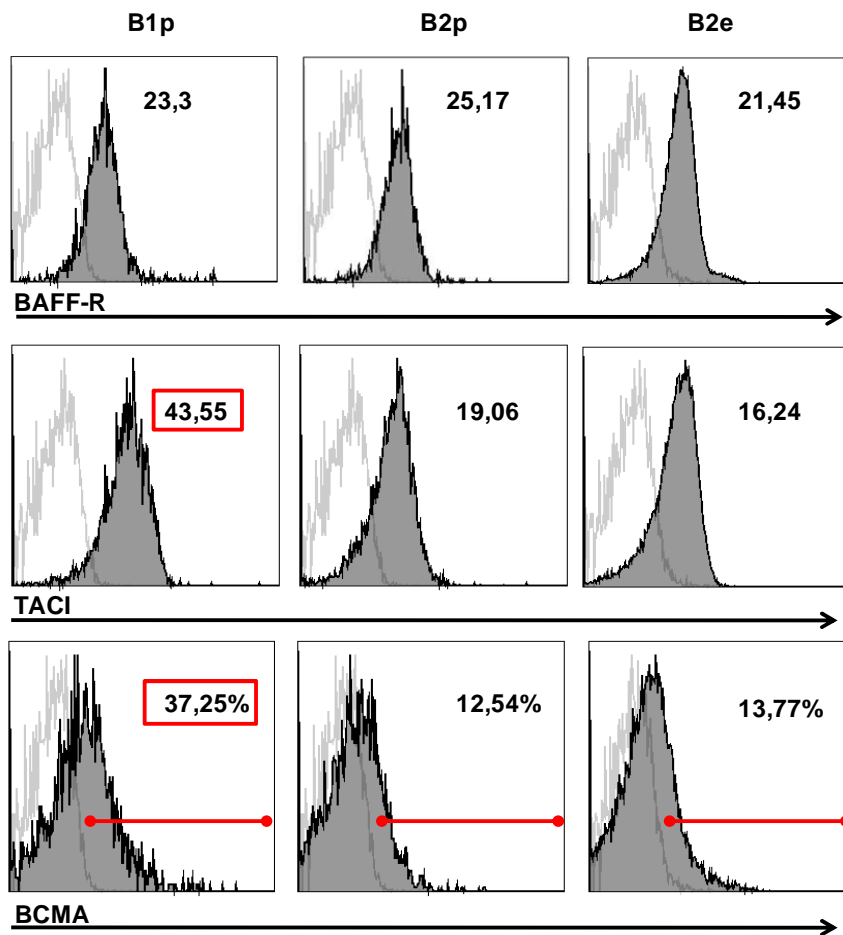 B1p B2p B2e
23,3 25,17 21,45
BAFF-R
43,55 19,06 16,24
TACI
37,25% 12,54% 13,77%
BCMA